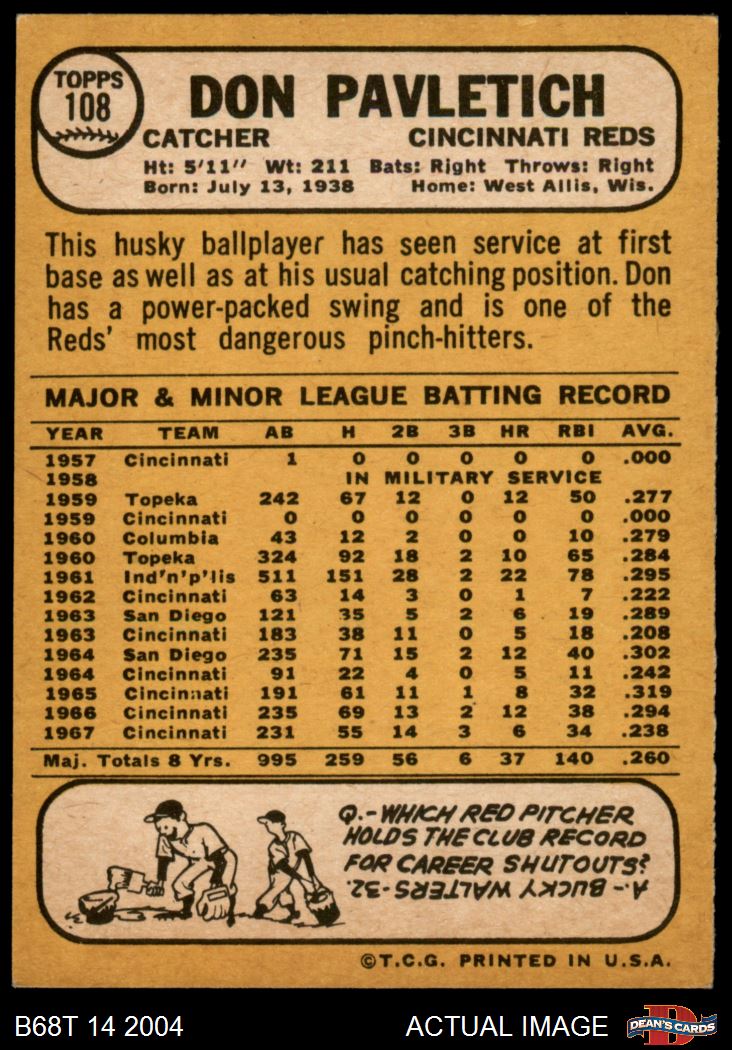 TOPPS
108
DON PAVLETICH
CATCHER CINCINNATI REDS
Ht: 5'11" Wt: 211 Bats: Right Throws: Right
Born: July 13, 1938 Home: West Allis, Wis.
This husky ballplayer has seen service at first
base as well as at his usual catching position. Don
has a power-packed swing and is one of the
Reds' most dangerous pinch-hitters.
MAJOR & MINOR LEAGUE BATTING RECORD
YEAR TEAM AB H 2B 3B HR RBI AVG.
1957 Cincinnati 1 0 0 0 0 0 .000
1958 IN MILITARY SERVICE
1959 Topeka 242 67 12 0 12 50 .277
1959 Cincinnati 0 0 0 0 0 0 .000
1960 Columbia 43 12 2 0 0 10 .279
1960 Topeka 324 92 18 2 10 65 .284
1961 Ind'n'p'lis 511 151 28 2 22 78 .295
1962 Cincinnati 63 14 3 0 1 7 .222
1963 San Diego 121 35 5 2 6 19 .289
1963 Cincinnati 183 38 11 0 5 18 .208
1964 San Diego 235 71 15 2 12 40 .302
1964 Cincinnati 91 22 4 0 5 11 .242
1965 Cincinnati 191 61 11 1 8 32 .319
1966 Cincinnati 235 69 13 2 12 38 .294
1967 Cincinnati 231 55 14 3 6 34 .238
Maj. Totals 8 Yrs. 995 259 56 6 37 140 .260
Q.-WHICH RED PITCHER
HOLDS THE CLUB RECORD
FOR CAREER SHUTOUTS?
A.-BUCKY WALTERS-32.
©T.C.G. PRINTED IN U.S.A.
B68T 14 2004 ACTUAL IMAGE DEAN'S CARDS